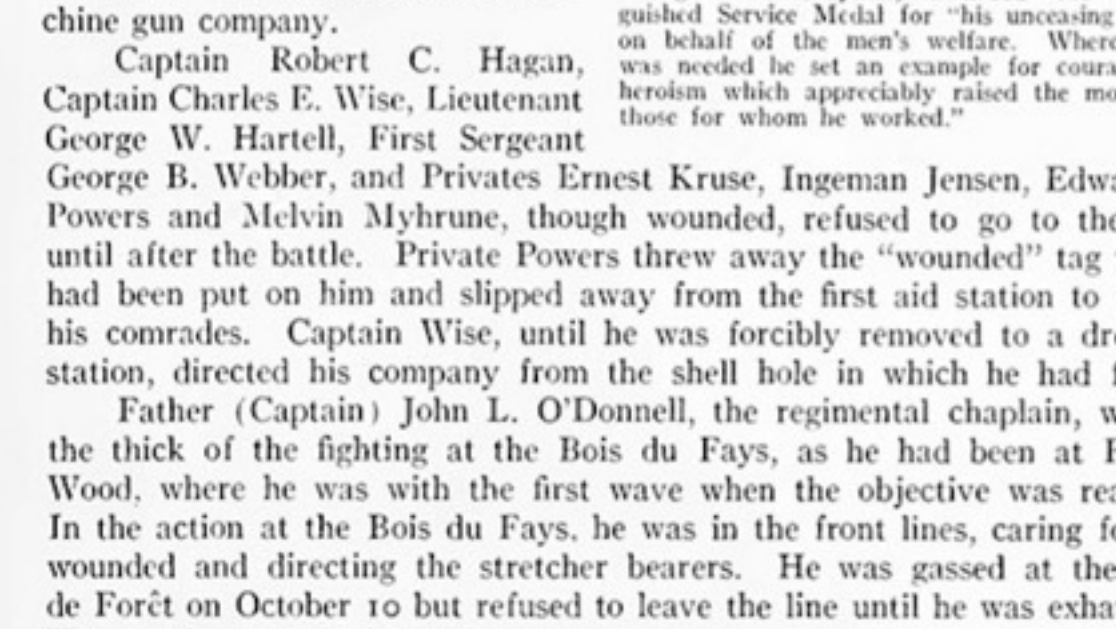 chine gun company.
Captain Robert C. Hagan,
Captain Charles E. Wise, Lieutenant
George W. Hartell, First Sergeant
guished Service Medal for "his unceasing
on behalf of the men's welfare. Where
was needed he set an example for coura
heroism which appreciably raised the mo
those for whom he worked."
George B. Webber, and Privates Ernest Kruse, Ingeman Jensen, Edwa
Powers and Melvin Myhrune, though wounded, refused to go to the
until after the battle. Private Powers threw away the "wounded" tag
had been put on him and slipped away from the first aid station to
his comrades. Captain Wise, until he was forcibly removed to a dre
station, directed his company from the shell hole in which he had
Father (Captain) John L. O'Donnell, the regimental chaplain, w
the thick of the fighting at the Bois du Fays, as he had been at
Wood, where he was with the first wave when the objective was rea
In the action at the Bois du Fays, he was in the front lines, caring fo
wounded and directing the stretcher bearers. He was gassed at the
de Forêt on October 10 but refused to leave the line until he was exha